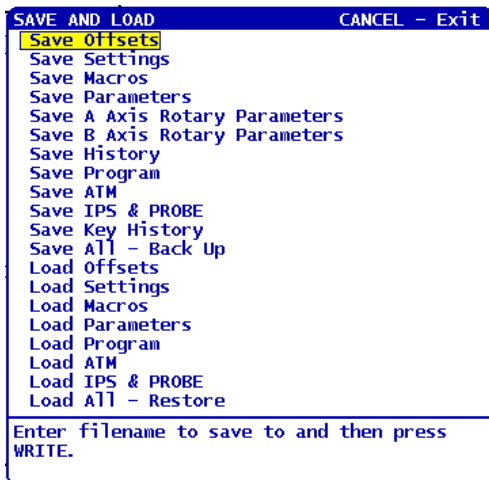 SAVE AND LOAD CANCEL - Exit
Save Offsets
Save Settings
Save Macros
Save Parameters
Save A Axis Rotary Parameters
Save B Axis Rotary Parameters
Save History
Save Program
Save ATM
Save IPS & PROBE
Save Key History
Save All - Back Up
Load Offsets
Load Settings
Load Macros
Load Parameters
Load Program
Load ATM
Load IPS & PROBE
Load All - Restore
Enter filename to save to and then press
WRITE.